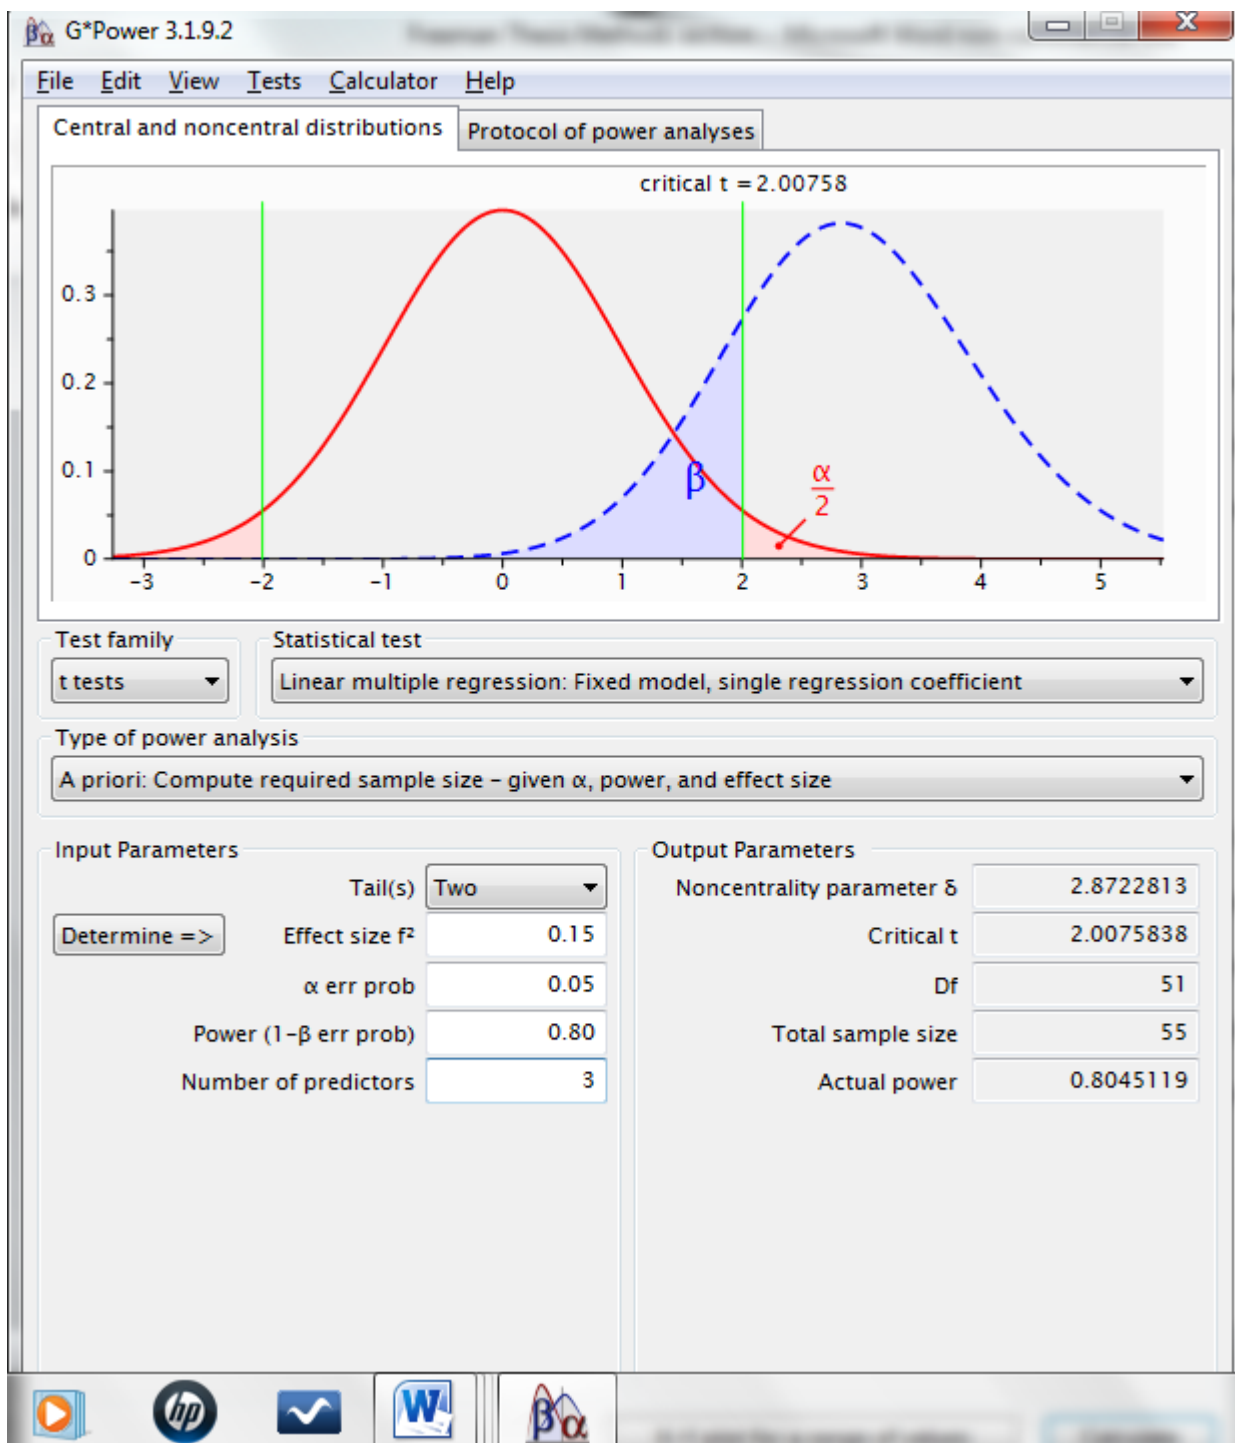 G*Power 3.1.9.2
File Edit View Tests Calculator Help
Central and noncentral distributions Protocol of power analyses
critical t = 2.00758
0.3
0.2
0.1
0
β
α
2
-3 -2 -1 0 1 2 3 4 5
Test family Statistical test
t tests Linear multiple regression: Fixed model, single regression coefficient
Type of power analysis
A priori: Compute required sample size – given α, power, and effect size
Input Parameters
Tail(s) Two
Determine => Effect size f² 0.15
α err prob 0.05
Power (1-β err prob) 0.80
Number of predictors 3
Output Parameters
Noncentrality parameter δ 2.8722813
Critical t 2.0075838
Df 51
Total sample size 55
Actual power 0.8045119
hp
W
βα